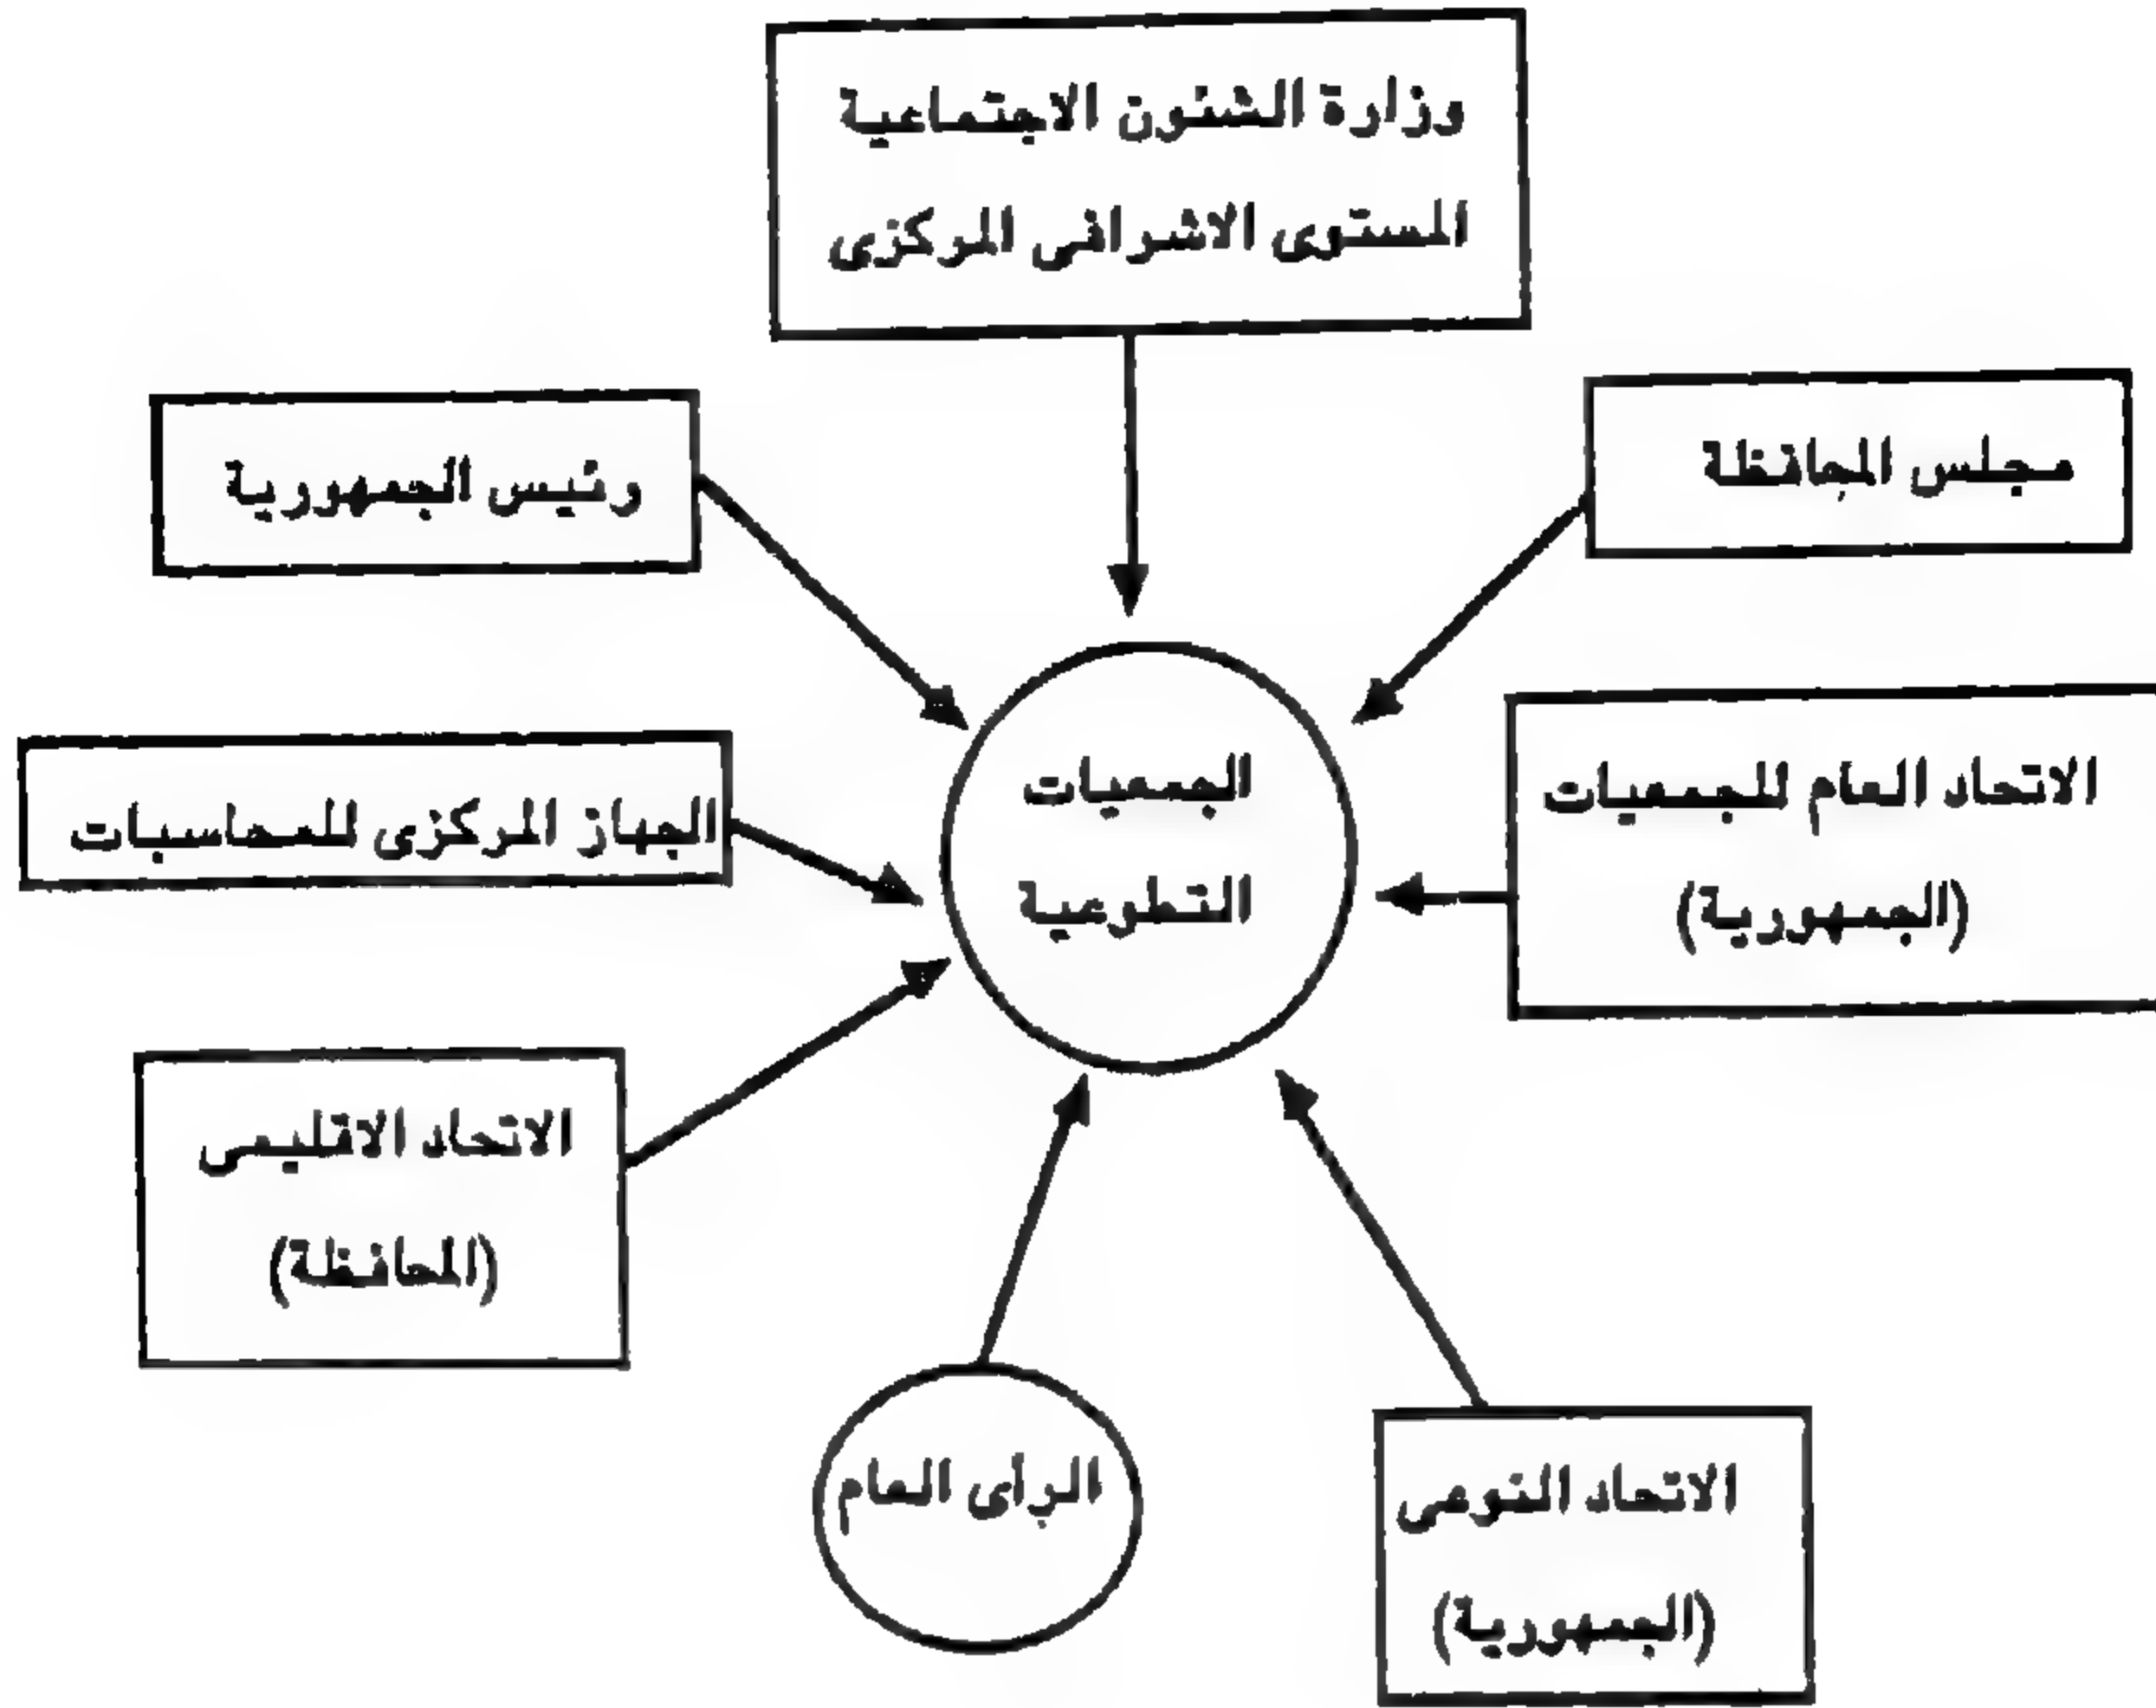 وزارة الشئون الاجتماعية
المستوى الاشرافى المركزى
مجلس المحافظة
رئيس الجمهورية
الجمعيات
التطوعية
الاتحاد العام للجمعيات
(الجمهورية)
الجهاز المركزى للمحاسبات
الاتحاد الاقليمى
(المحافظة)
الرأى العام
الاتحاد النوعى
(الجمهورية)